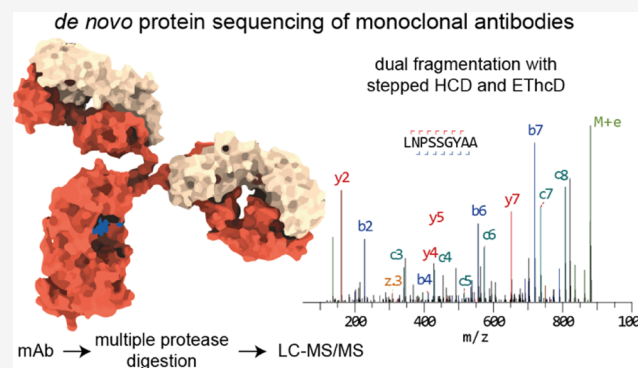 de novo protein sequencing of monoclonal antibodies
dual fragmentation with
stepped HCD and EThcD
LNPSSGYAA
M+e
b7
y2
c8
y5
y7
c7
b2
b6
c6
c3
y4
c4
z.3
b4
c5
200
400
600
800
100
m/z
mAb → multiple protease → LC-MS/MS
digestion